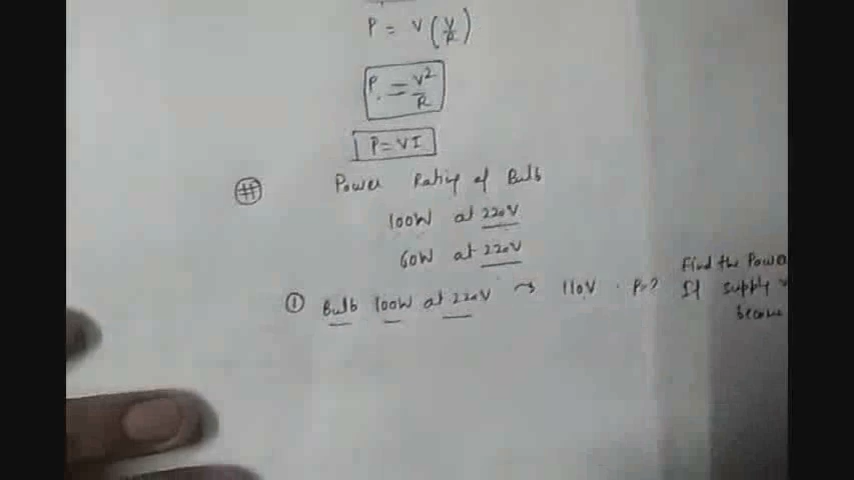 P = V (V/R)
P = V²/R
P = VI
# Power Rating of Bulb
100W at 220V
60W at 220V
① Bulb 100W at 220V → 110V . P=?
Find the Power
If supply
become